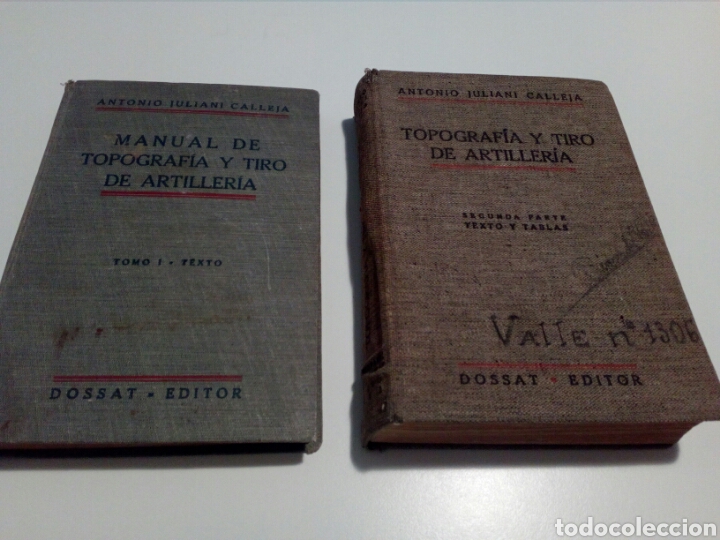 ANTONIO JULIANI CALLEJA
MANUAL DE
TOPOGRAFÍA Y TIRO
DE ARTILLERÍA
TOMO I - TEXTO
DOSSAT - EDITOR
ANTONIO JULIANI CALLEJA
TOPOGRAFÍA Y TIRO
DE ARTILLERÍA
SEGUNDA PARTE
TEXTO Y TABLAS
Valle nº 1306
DOSSAT - EDITOR
todocoleccion